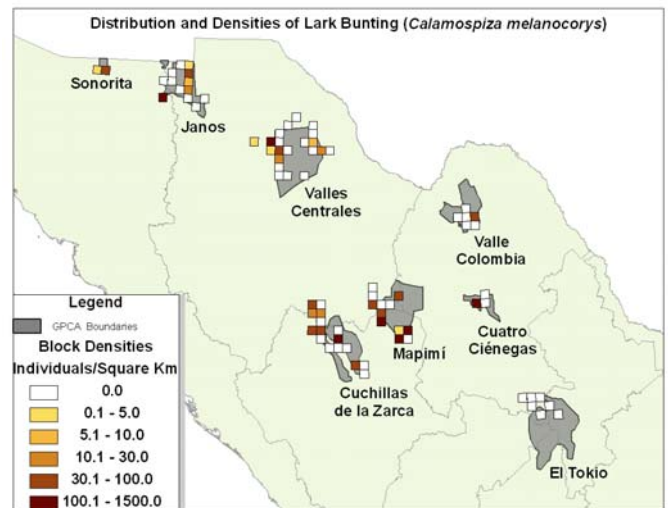 Distribution and Densities of Lark Bunting (Calamospiza melanocorys)
Sonorita
Janos
Valles
Centrales
Valle
Colombia
Cuatro
Ciénegas
Mapimí
Cuchillas
de la Zarca
El Tokio
Legend
GPCA Boundaries
Block Densities
Individuals/Square Km
0.0
0.1 - 5.0
5.1 - 10.0
10.1 - 30.0
30.1 - 100.0
100.1 - 1500.0